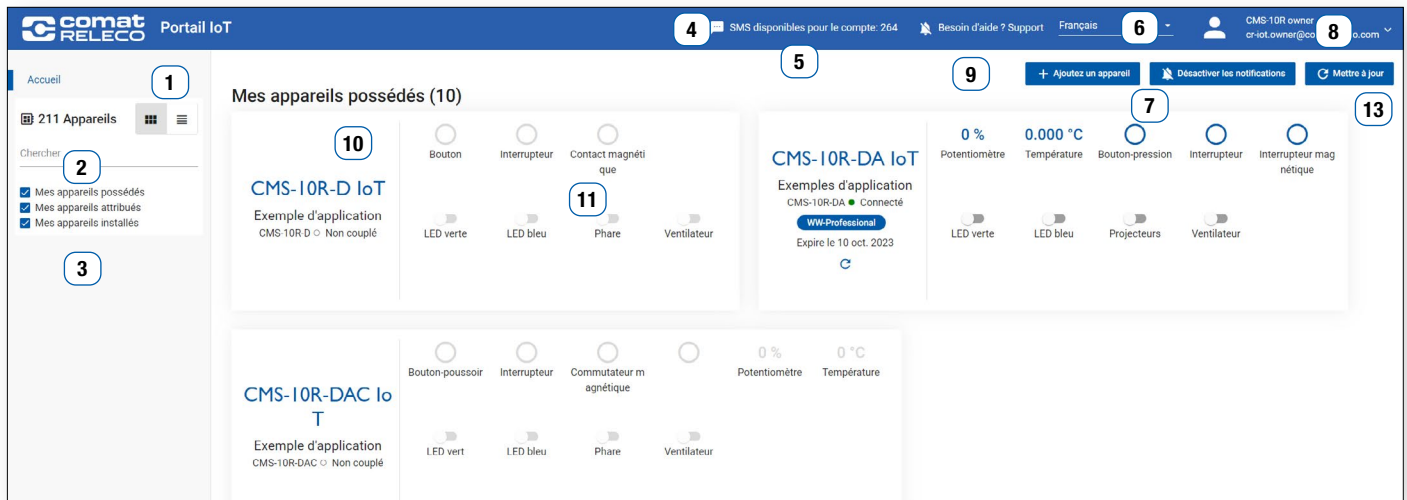 comat
RELECO
Portail IoT
4
SMS disponibles pour le compte: 264
Besoin d'aide ? Support
Français
6
CMS-10R owner
cr-iot.owner@co
8
o.com
Accueil
1
5
9
+ Ajoutez un appareil
Désactiver les notifications
Mettre à jour
7
13
211 Appareils
Chercher
2
Mes appareils possédés
Mes appareils attribués
Mes appareils installés
3
Mes appareils possédés (10)
10
CMS-10R-D IoT
Exemple d'application
CMS-10R-D Non couplé
Bouton
Interrupteur
Contact magnéti
que
11
LED verte
LED bleu
Phare
Ventilateur
CMS-10R-DA IoT
Exemples d'application
CMS-10R-DA Connecté
WW-Professional
Expire le 10 oct. 2023
0 %
Potentiomètre
0.000 °C
Température
Bouton-pression
Interrupteur
Interrupteur mag
nétique
LED verte
LED bleu
Projecteurs
Ventilateur
CMS-10R-DAC Io
T
Exemple d'application
CMS-10R-DAC Non couplé
Bouton-poussoir
Interrupteur
Commutateur m
agnétique
0 %
Potentiomètre
0 °C
Température
LED vert
LED bleu
Phare
Ventilateur